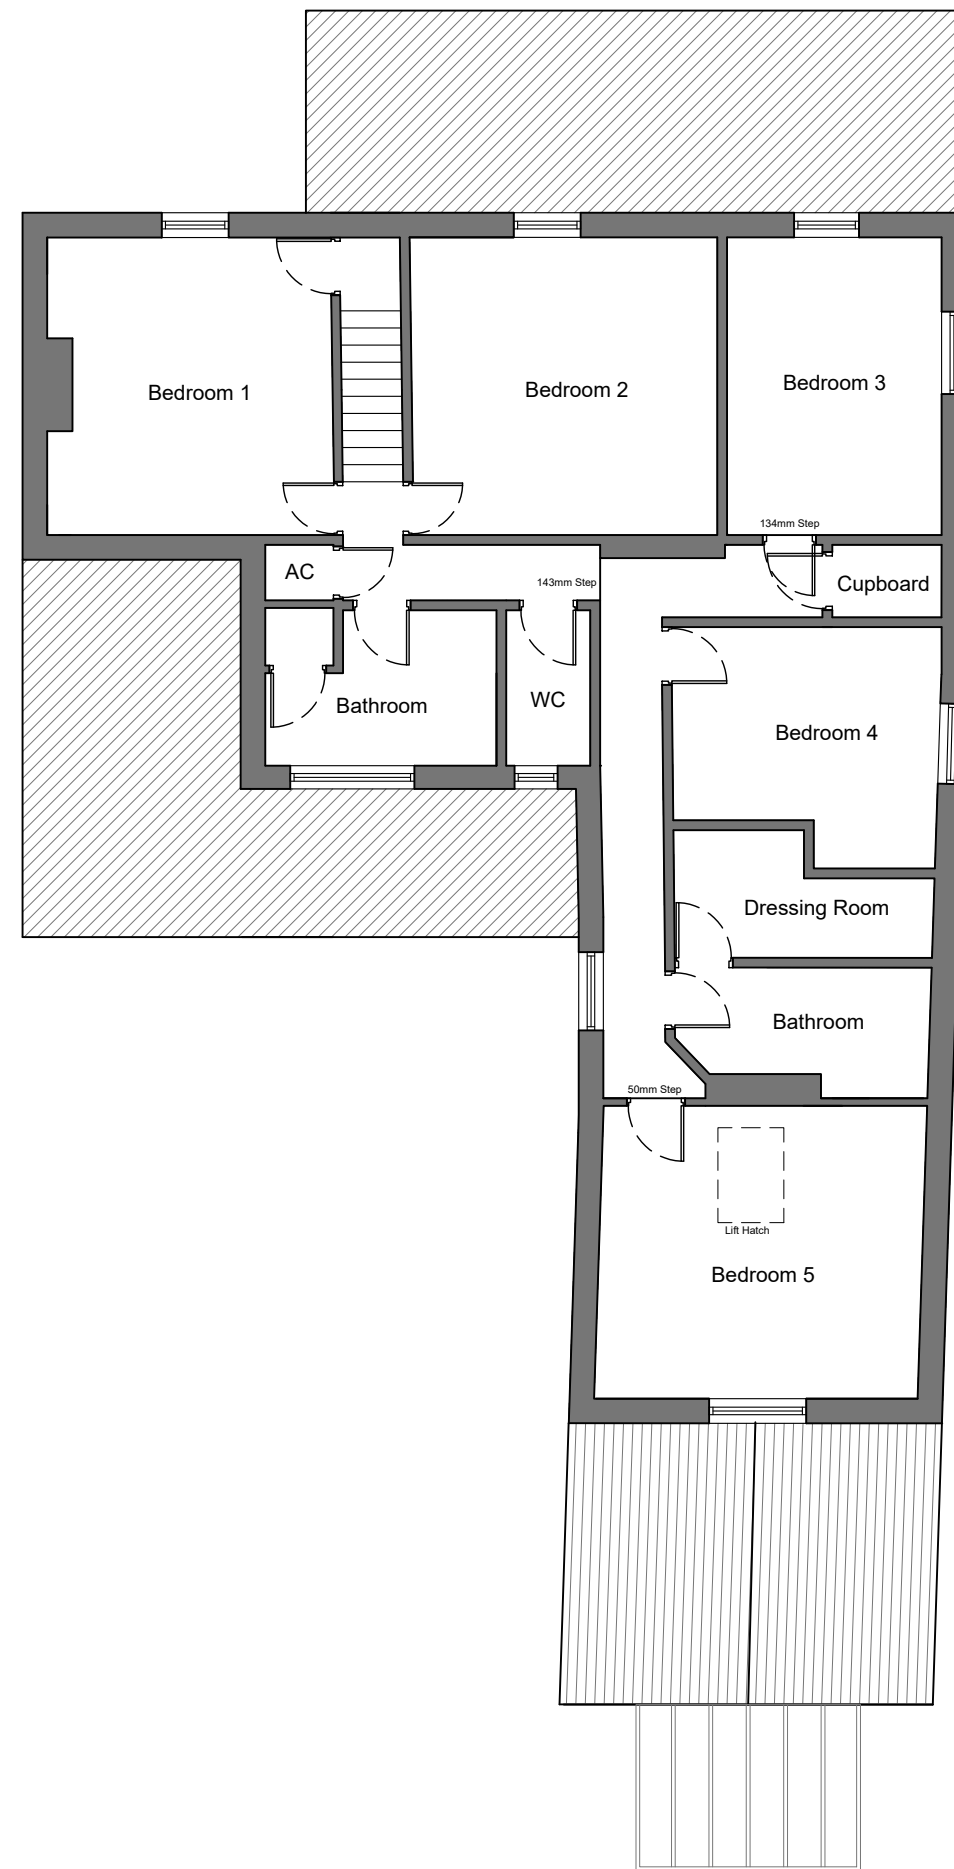 Bedroom 1
Bedroom 2
Bedroom 3
134mm Step
AC
143mm Step
Cupboard
Bathroom
WC
Bedroom 4
Dressing Room
Bathroom
50mm Step
Lift Hatch
Bedroom 5